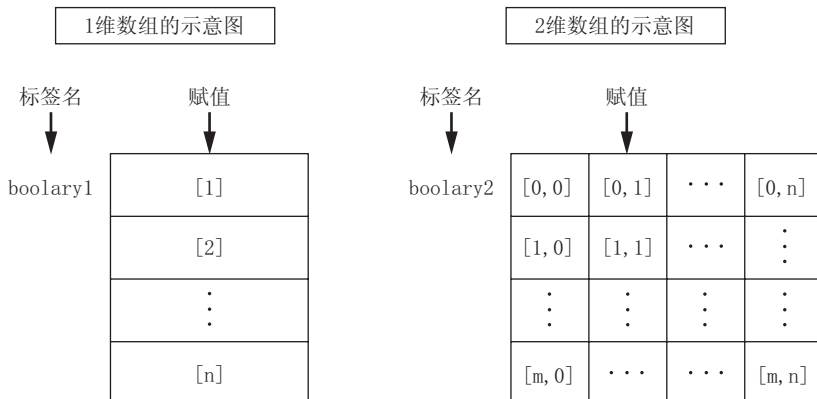 1维数组的示意图
标签名 赋值
boolary1 [1]
[2]
⋮
[n]
2维数组的示意图
标签名 赋值
boolary2 [0,0] [0,1] ··· [0,n]
[1,0] [1,1] ··· ⋮
⋮ ⋮ ⋮ ⋮
[m,0] ··· ··· [m,n]